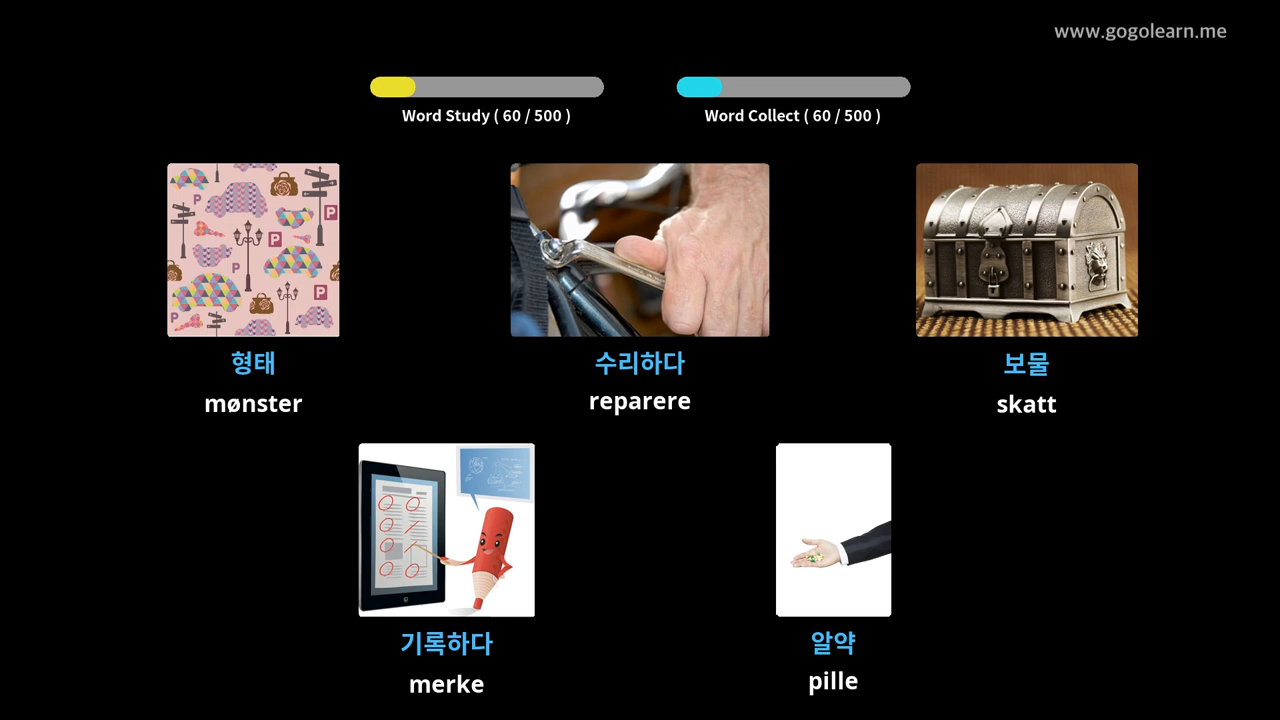 www.gogolearn.me
Word Study ( 60 / 500 )
Word Collect ( 60 / 500 )
P
P
P
P
P
P
형태
mønster
수리하다
reparere
보물
skatt
기록하다
merke
알약
pille